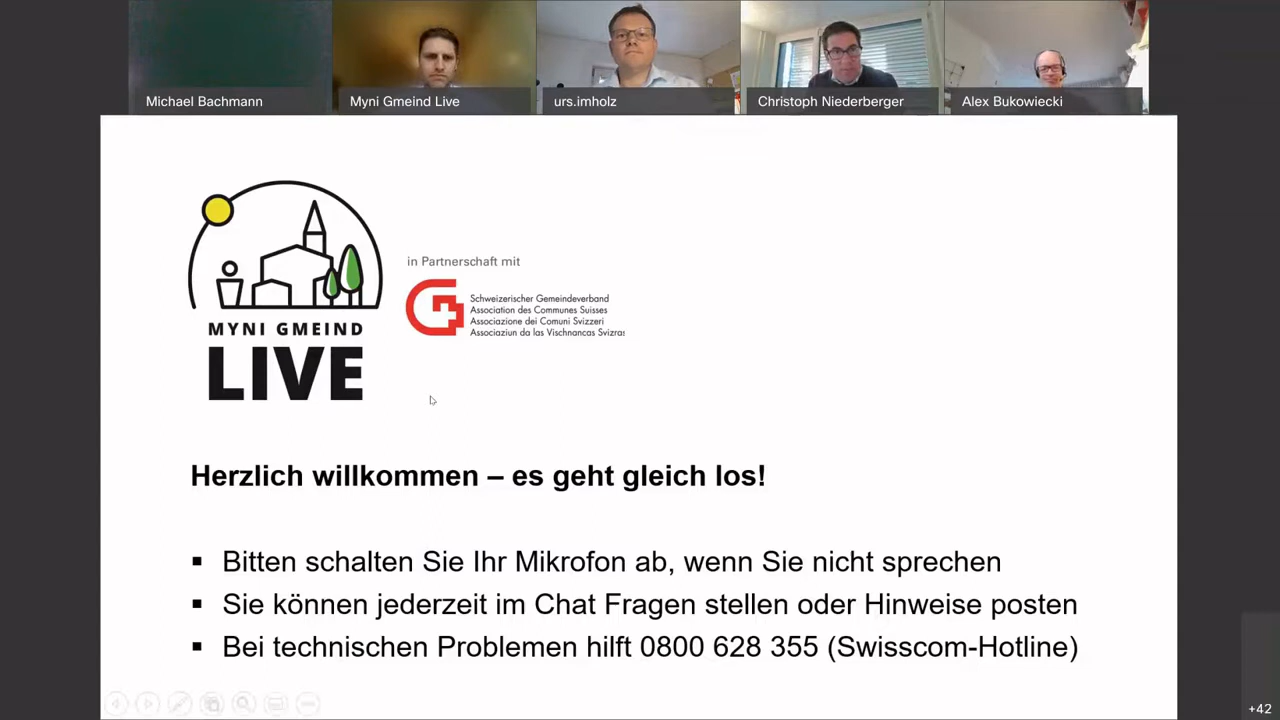 Michael Bachmann
Myni Gmeind Live
urs.imholz
Christoph Niederberger
Alex Bukowiecki
in Partnerschaft mit
Schweizerischer Gemeindeverband
Association des Communes Suisses
Associazione dei Comuni Svizzeri
Associaziun da las Vischnancas Svizras
MYNI GMEIND
LIVE
Herzlich willkommen – es geht gleich los!
▪ Bitten schalten Sie Ihr Mikrofon ab, wenn Sie nicht sprechen
▪ Sie können jederzeit im Chat Fragen stellen oder Hinweise posten
▪ Bei technischen Problemen hilft 0800 628 355 (Swisscom-Hotline)
+42